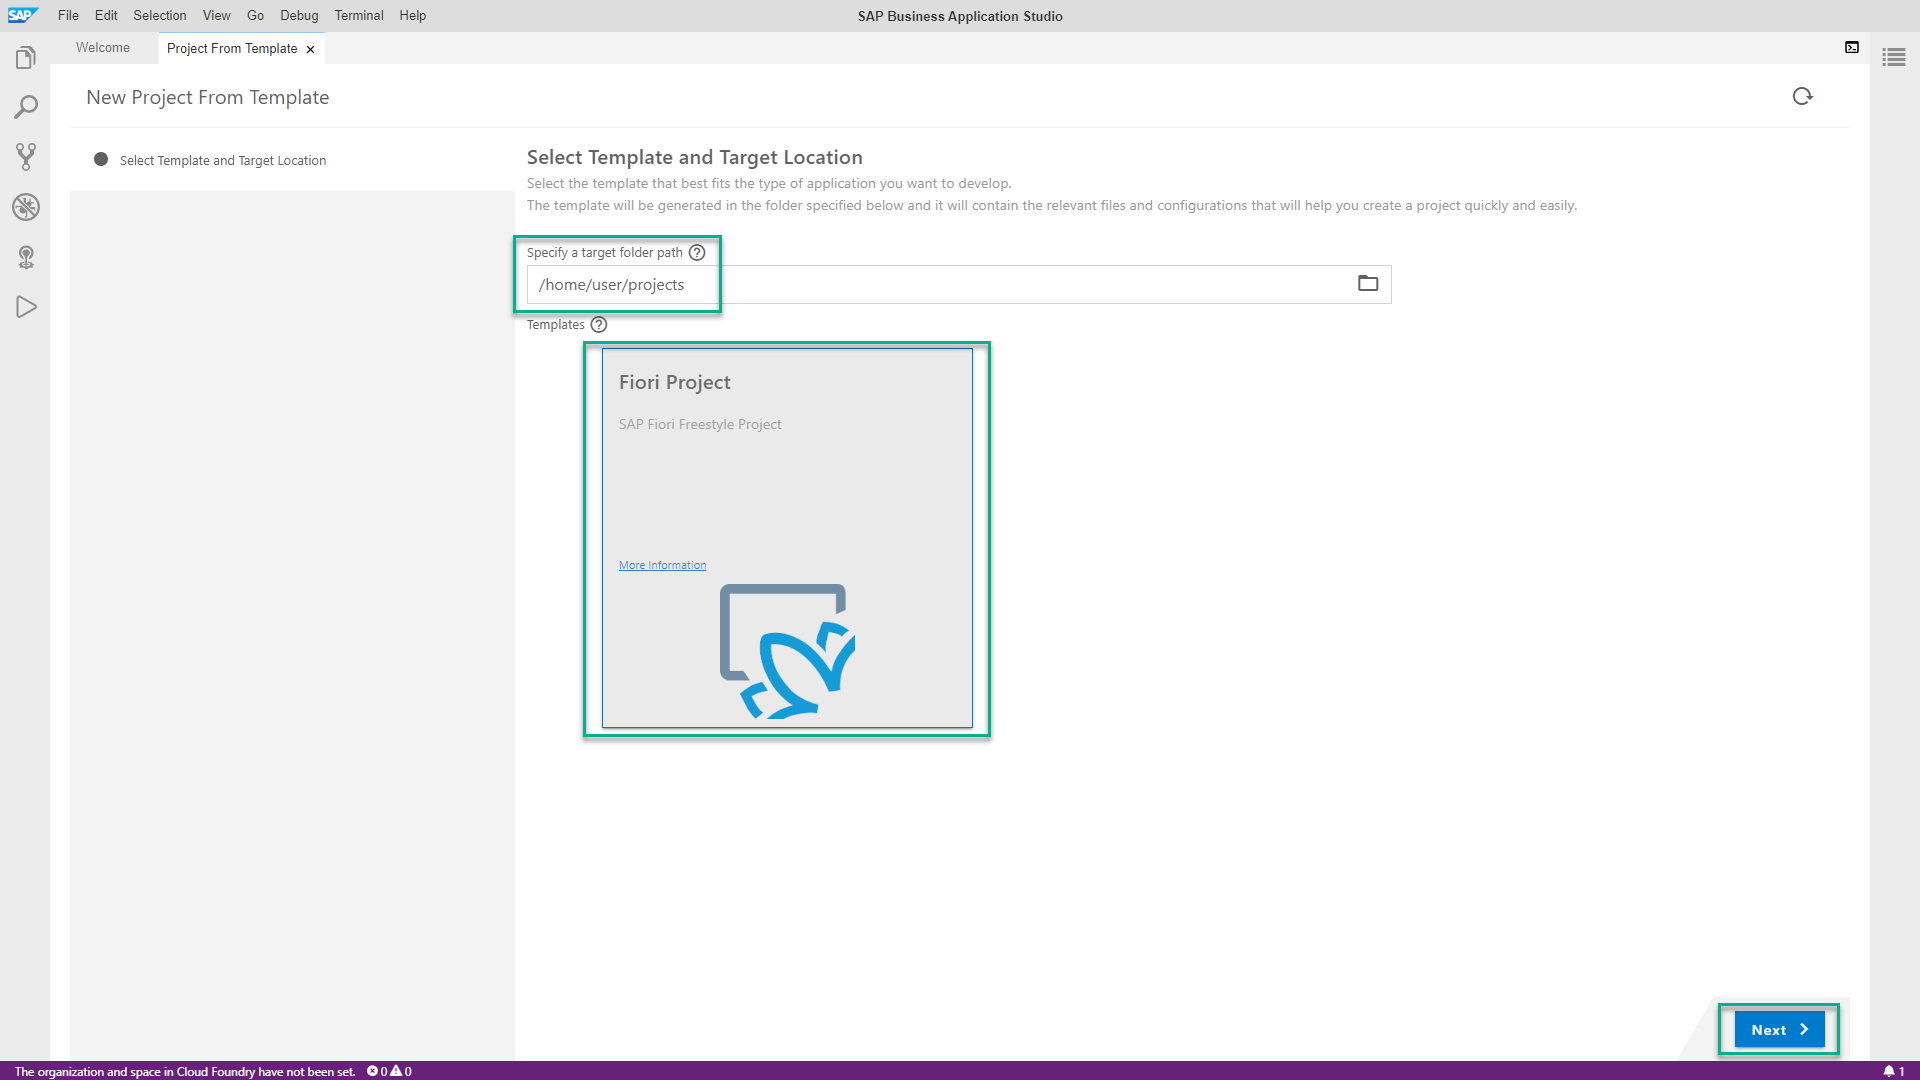 SAP File Edit Selection View Go Debug Terminal Help SAP Business Application Studio
Welcome Project From Template
New Project From Template
Select Template and Target Location
Select Template and Target Location
Select the template that best fits the type of application you want to develop.
The template will be generated in the folder specified below and it will contain the relevant files and configurations that will help you create a project quickly and easily.
Specify a target folder path
/home/user/projects
Templates
Fiori Project
SAP Fiori Freestyle Project
More Information
Next
The organization and space in Cloud Foundry have not been set. 0 0 1